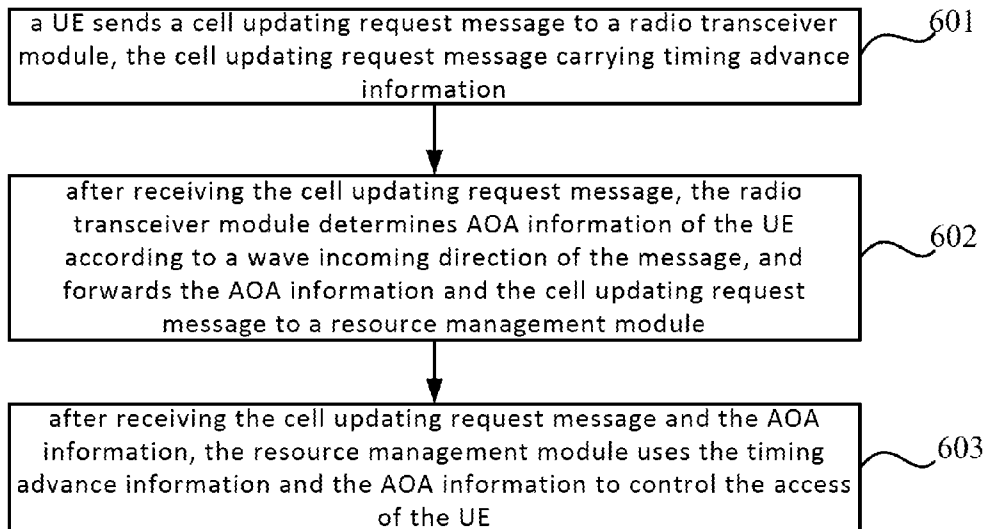 a UE sends a cell updating request message to a radio transceiver
module, the cell updating request message carrying timing advance
information
601
after receiving the cell updating request message, the radio
transceiver module determines AOA information of the UE
according to a wave incoming direction of the message, and
forwards the AOA information and the cell updating request
message to a resource management module
602
after receiving the cell updating request message and the AOA
information, the resource management module uses the timing
advance information and the AOA information to control the access
of the UE
603